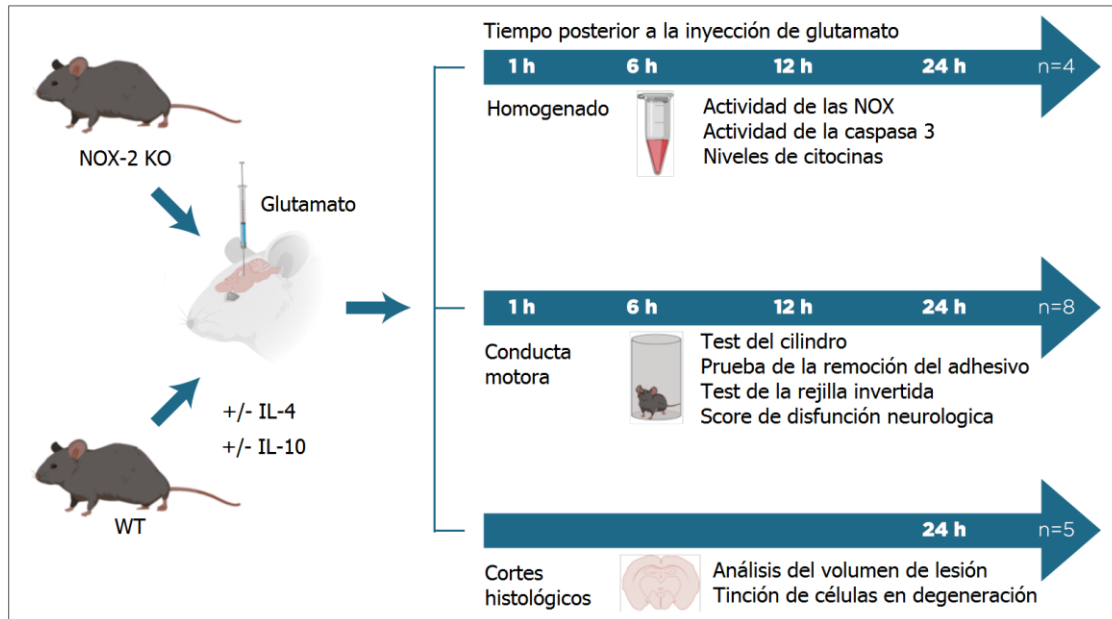 NOX-2 KO
Glutamato
+/- IL-4
+/- IL-10
WT
Tiempo posterior a la inyección de glutamato
1 h 6 h 12 h 24 h n=4
Homogenado
Actividad de las NOX
Actividad de la caspasa 3
Niveles de citocinas
1 h 6 h 12 h 24 h n=8
Conducta
motora
Test del cilindro
Prueba de la remoción del adhesivo
Test de la rejilla invertida
Score de disfunción neurologica
24 h n=5
Cortes
histológicos
Análisis del volumen de lesión
Tinción de células en degeneración